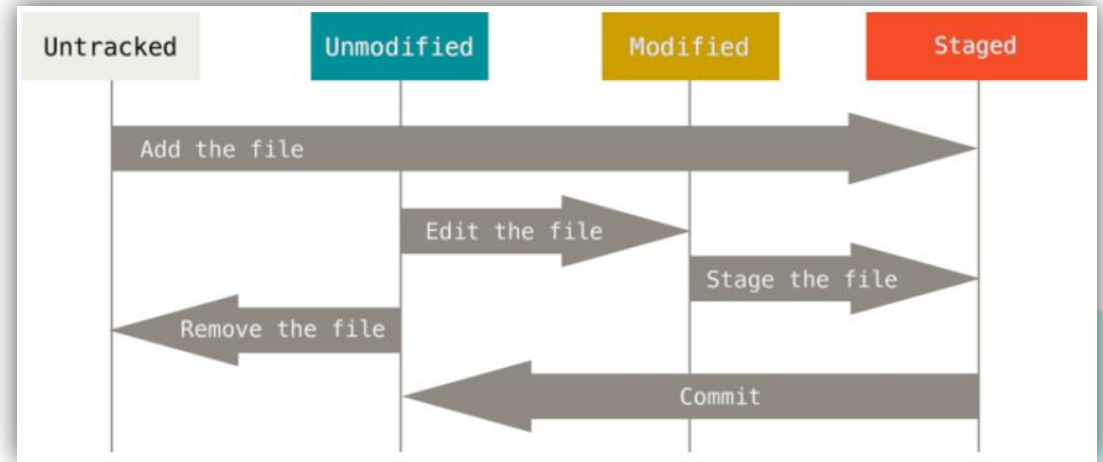 Untracked
Unmodified
Modified
Staged
Add the file
Edit the file
Stage the file
Remove the file
Commit